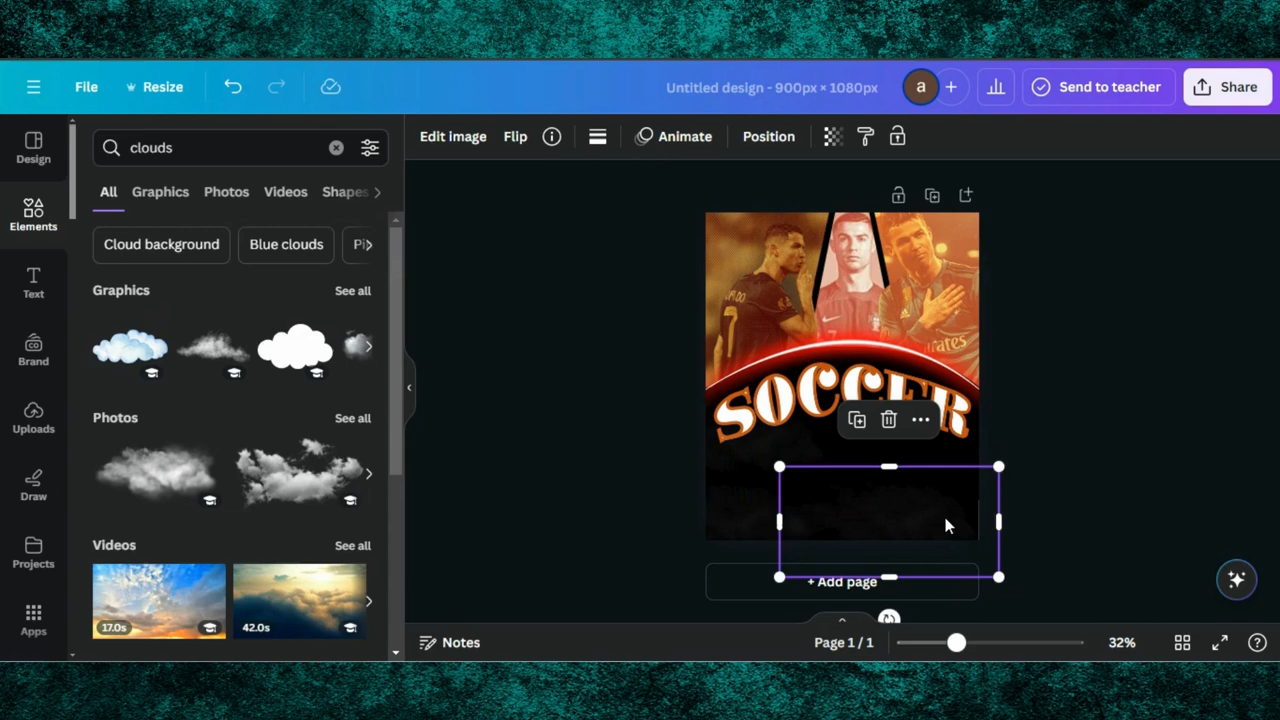 File
Resize
Untitled design - 900px × 1080px
a
+
Send to teacher
Share
Design
Elements
Text
Brand
Uploads
Draw
Projects
Apps
clouds
All
Graphics
Photos
Videos
Shapes
Cloud background
Blue clouds
Graphics
See all
Photos
See all
Videos
See all
17.0s
42.0s
Edit image
Flip
Animate
Position
7
7
SOCCER
+ Add page
Notes
Page 1 / 1
32%